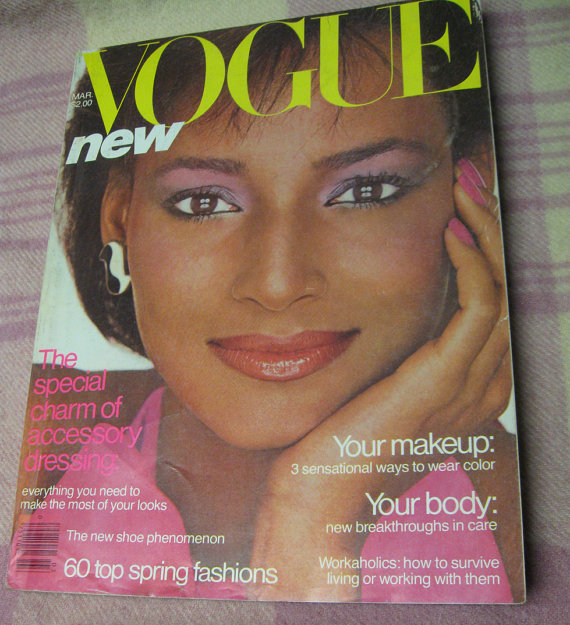 VOGUE
MAR.
$2.00
new
The
special
charm of
accessory
dressing:
everything you need to
make the most of your looks
The new shoe phenomenon
60 top spring fashions
Your makeup:
3 sensational ways to wear color
Your body:
new breakthroughs in care
Workaholics: how to survive
living or working with them